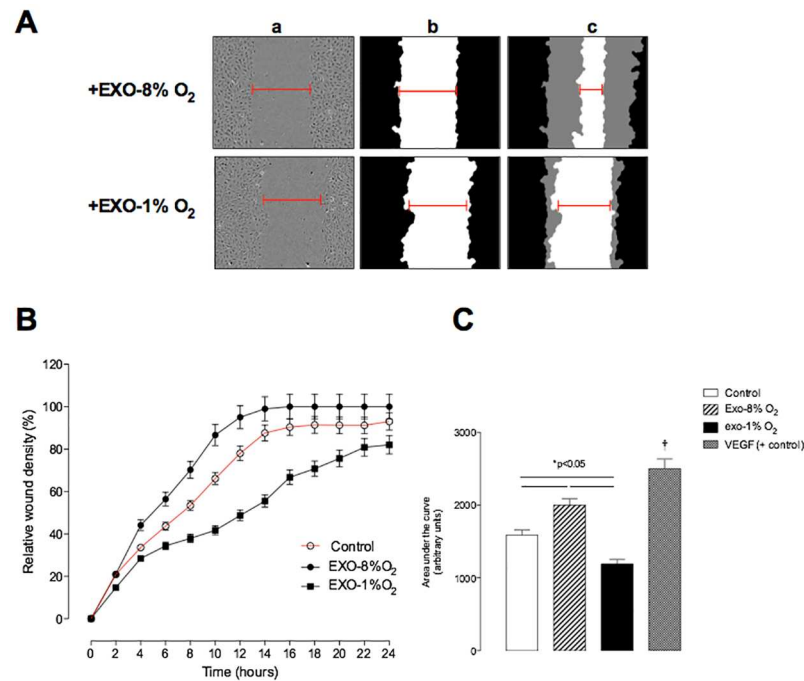 A
a b c
+EXO-8% O2
+EXO-1% O2
B
Relative wound density (%)
120
100
80
60
40
20
0
0 2 4 6 8 10 12 14 16 18 20 22 24
Time (hours)
Control
EXO-8%O2
EXO-1%O2
C
Control
Exo-8% O2
exo-1% O2
VEGF (+ control)
Area under the curve
(arbitrary units)
3000
2000
1000
0
*p<0.05
†